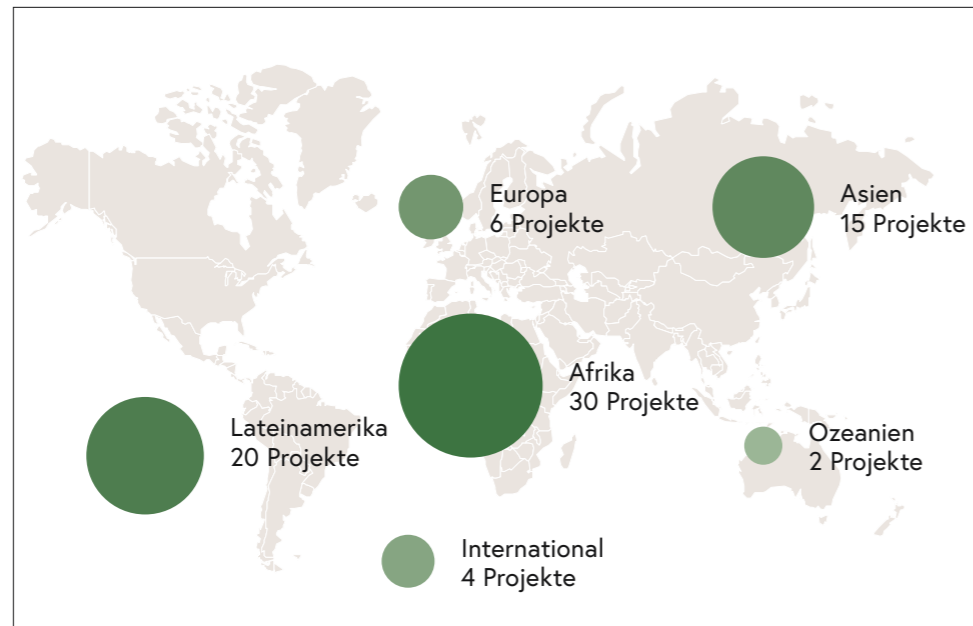 Europa
6 Projekte
Asien
15 Projekte
Afrika
30 Projekte
Lateinamerika
20 Projekte
Ozeanien
2 Projekte
International
4 Projekte